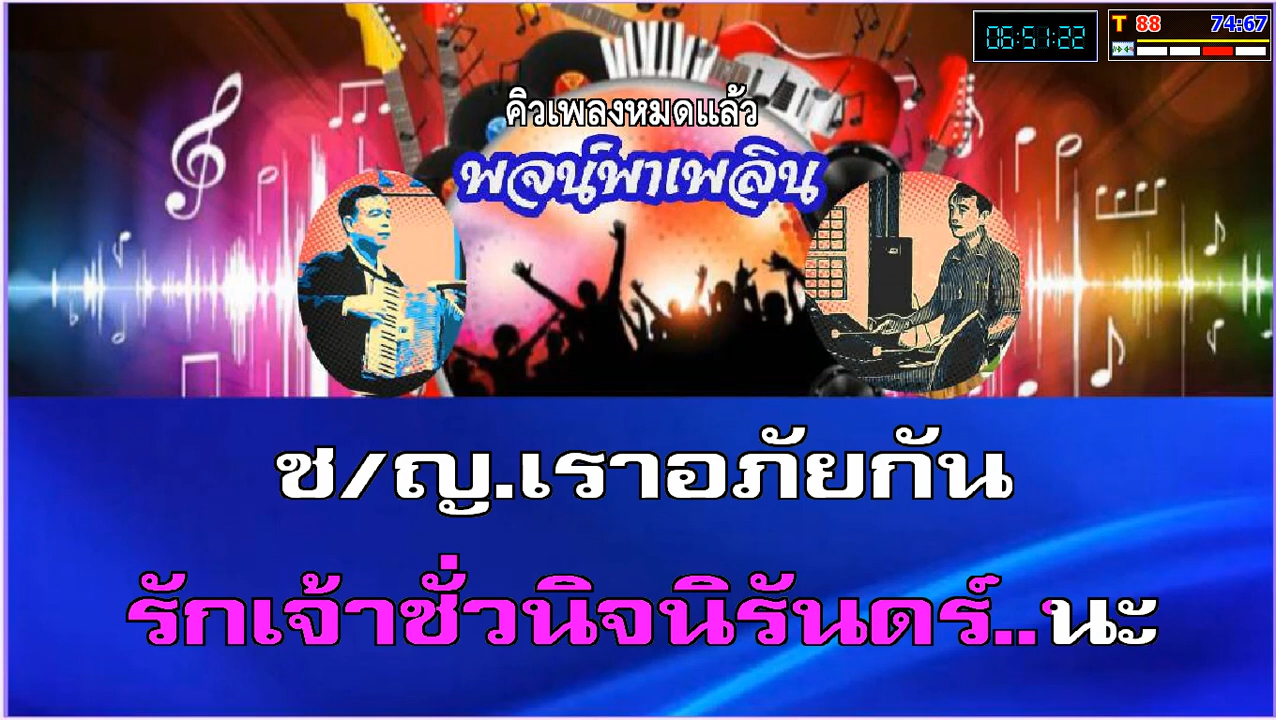 06:51:22
T 88 74:67
คิวเพลงหมดแล้ว
พจน์พาเพลิน
ช/ญ.เราอภัยกัน
รักเจ้าชั่วนิจนิรันดร์..นะ